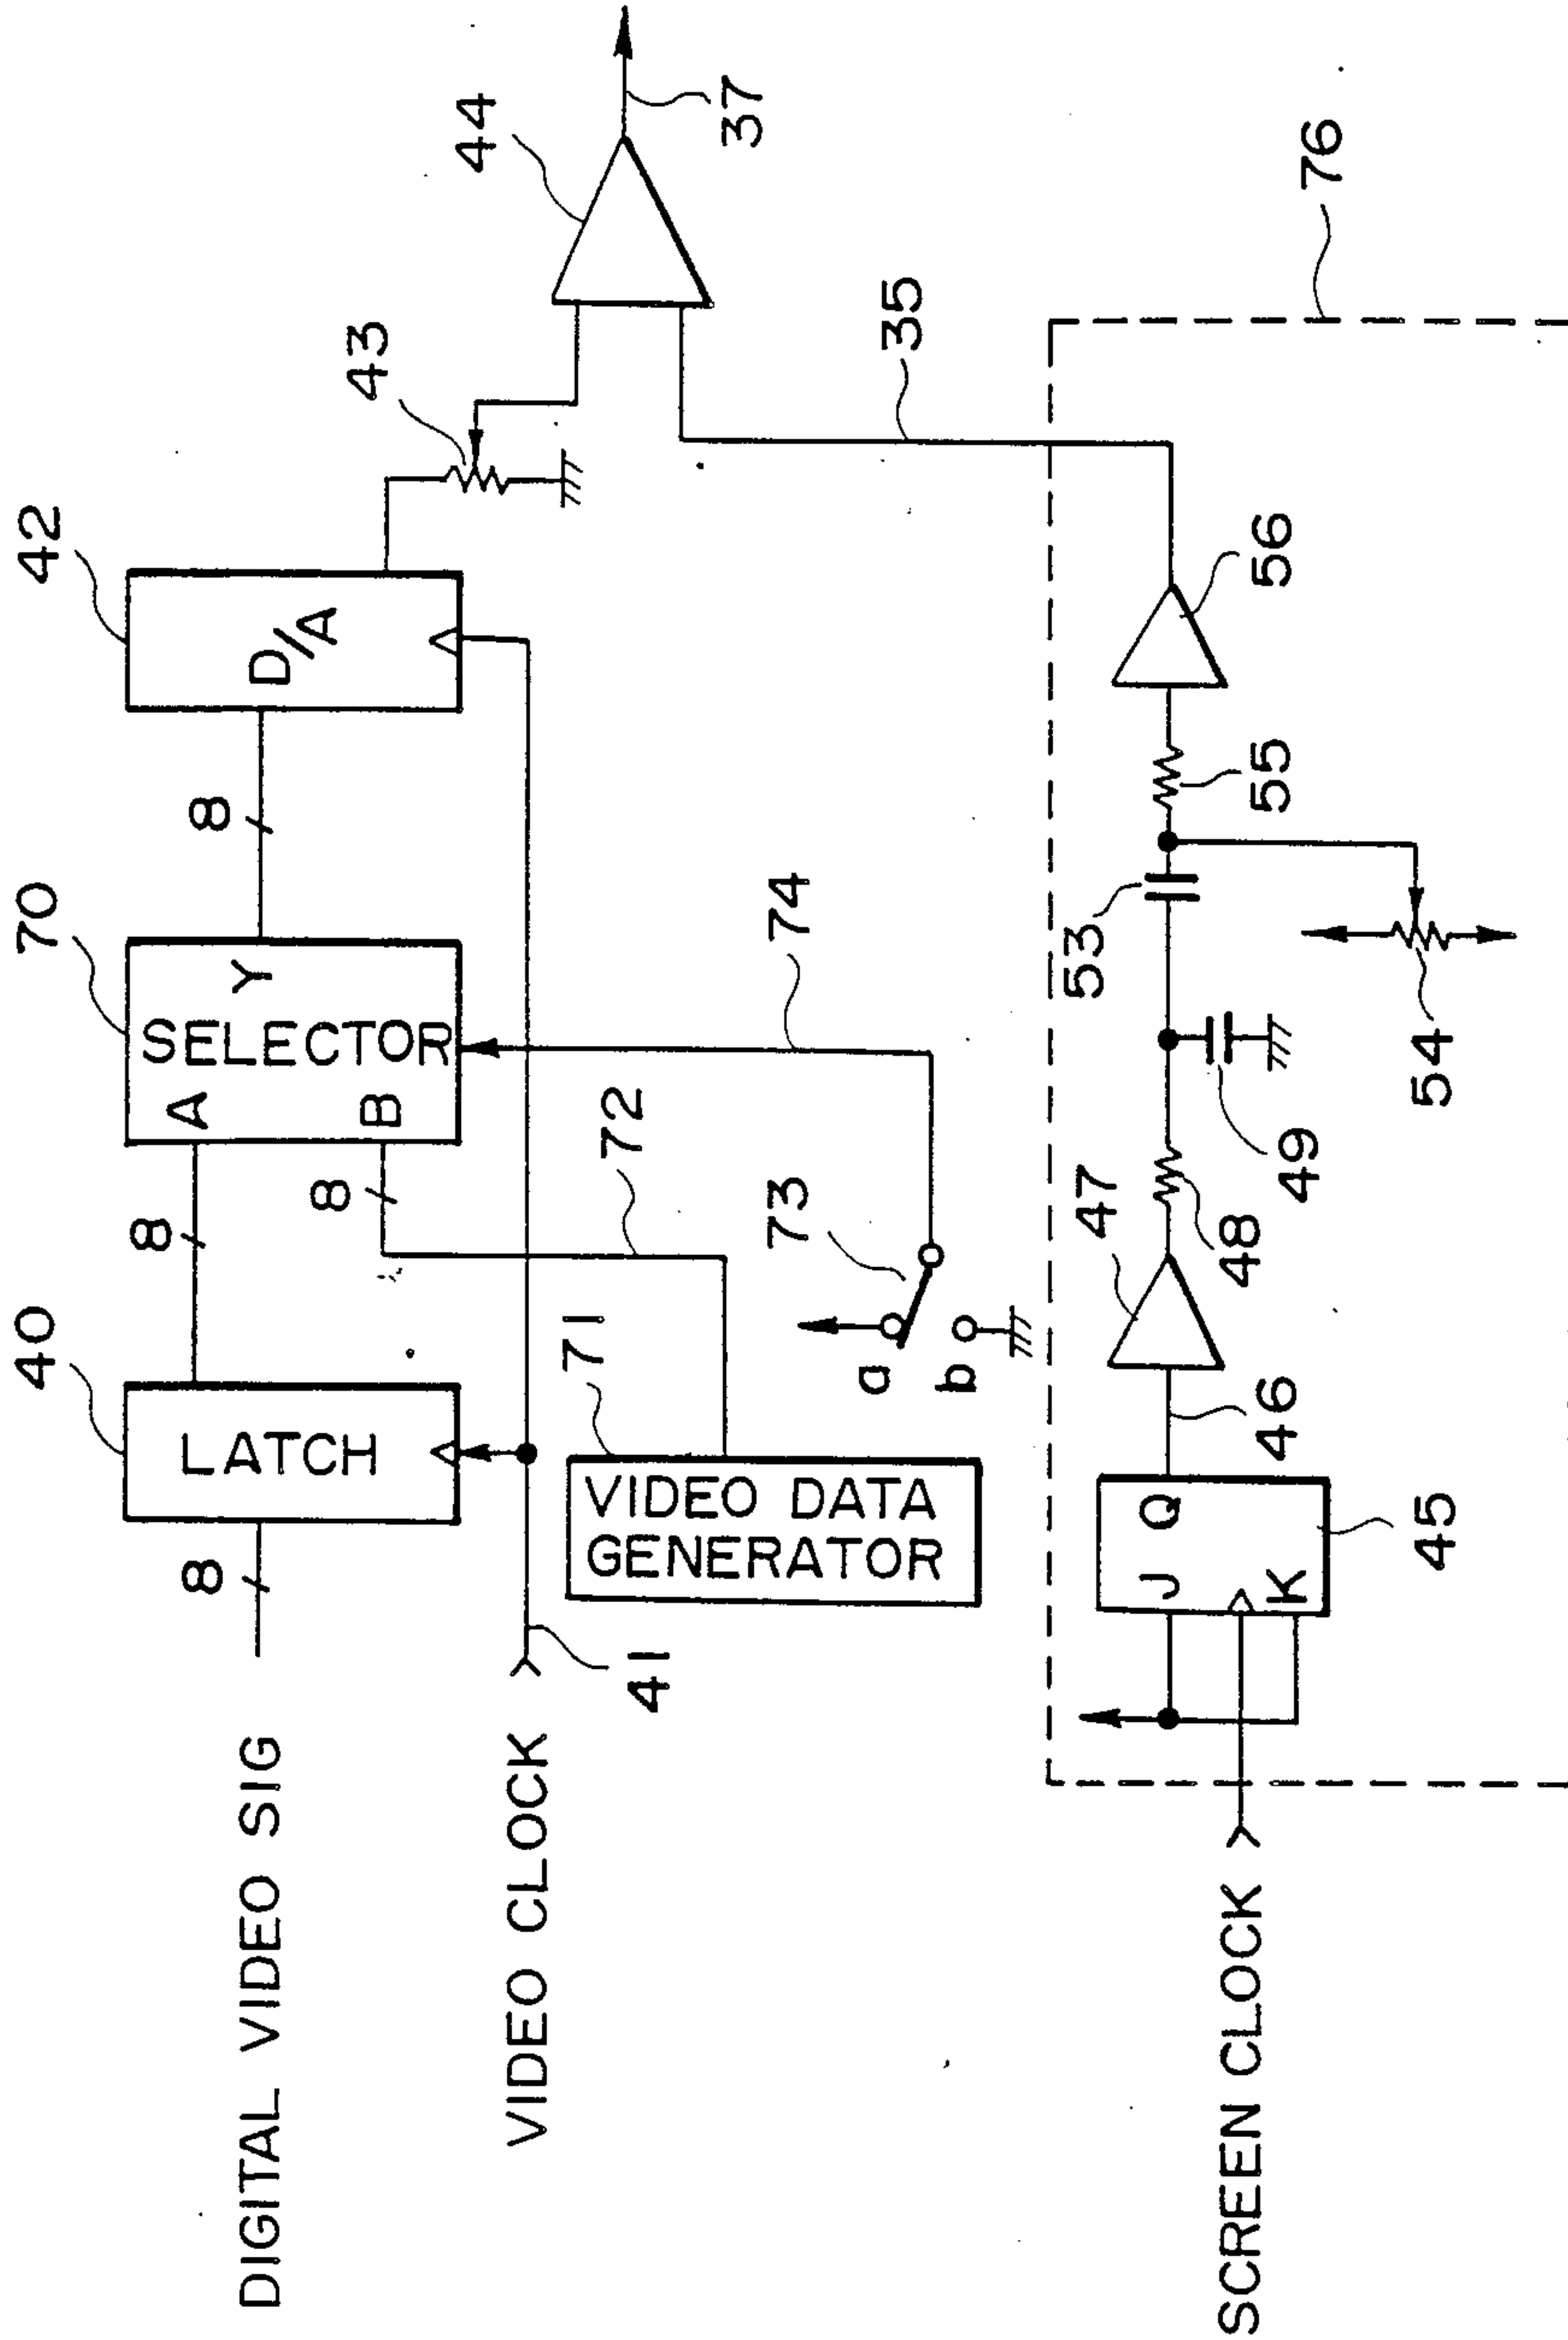 DIGITAL VIDEO SIG
8
40
LATCH
8
70
A
SELECTOR
Y
B
8
8
42
D/A
43
44
37
VIDEO CLOCK
41
71
VIDEO DATA
GENERATOR
72
73
a
b
74
35
SCREEN CLOCK
J
Q
K
45
46
47
48
49
53
54
55
56
76